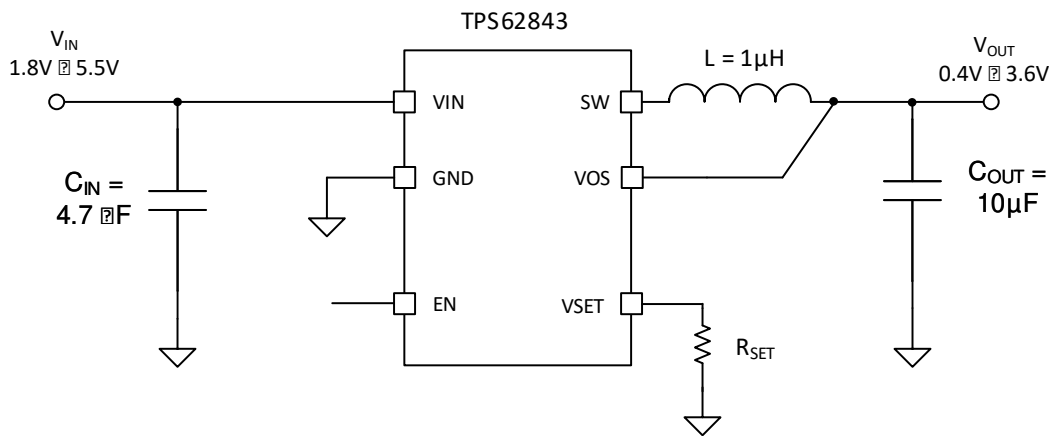 TPS62843
VIN
1.8V ⍰ 5.5V
L = 1µH
VOUT
0.4V ⍰ 3.6V
VIN
SW
GND
VOS
CIN =
4.7 ⍰F
COUT =
10µF
EN
VSET
RSET